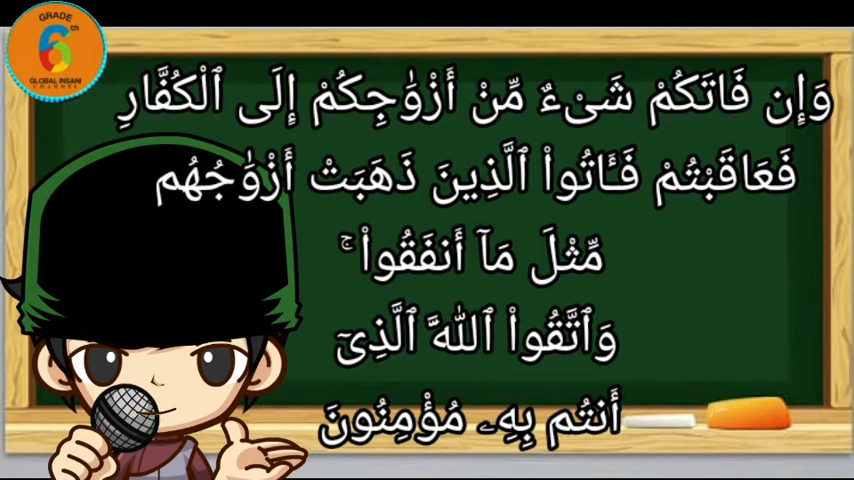 GRADE
6th
GLOBAL INSANI
CHANNEL
وَإِن فَاتَكُمْ شَىْءٌ مِّنْ أَزْوَٰجِكُمْ إِلَى ٱلْكُفَّارِ
فَعَاقَبْتُمْ فَـَٔاتُوا۟ ٱلَّذِينَ ذَهَبَتْ أَزْوَٰجُهُم
مِّثْلَ مَآ أَنفَقُوا۟ ۚ
وَٱتَّقُوا۟ ٱللَّهَ ٱلَّذِىٓ
أَنتُم بِهِۦ مُؤْمِنُونَ